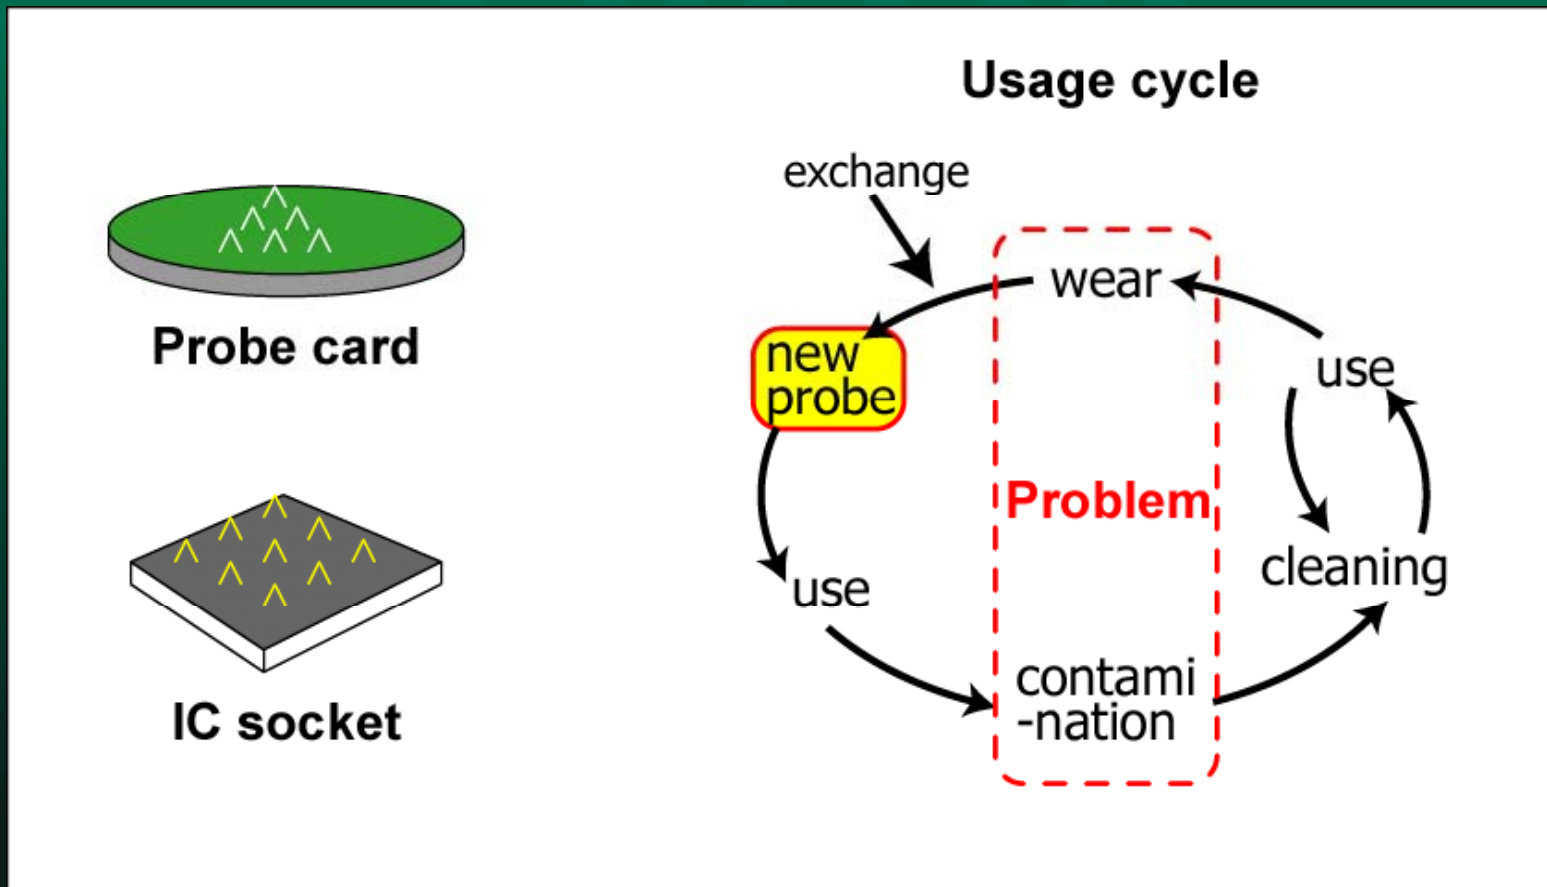 Usage cycle
exchange
wear
new
probe
use
Probe card
Problem
cleaning
use
contami
-nation
IC socket